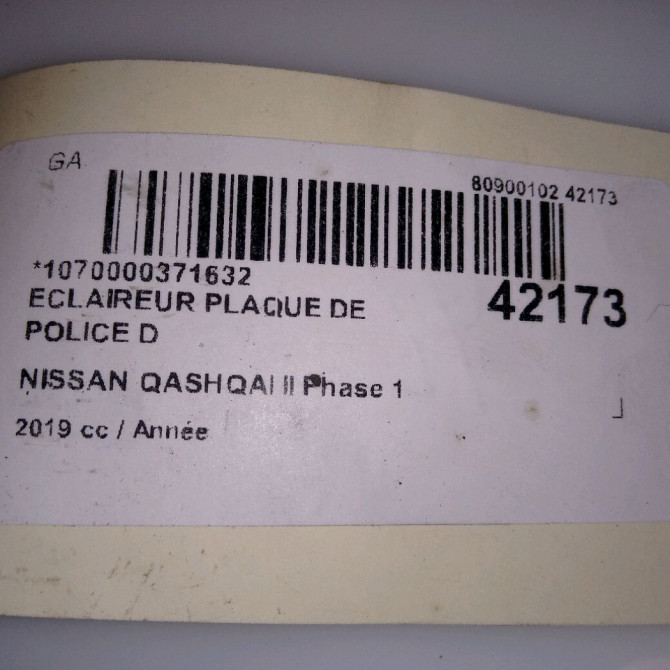 GA
80900102 42173
*1070000371632
42173
ECLAIREUR PLAQUE DE
POLICE D
NISSAN QASHQAI II Phase 1
2019 cc / Année